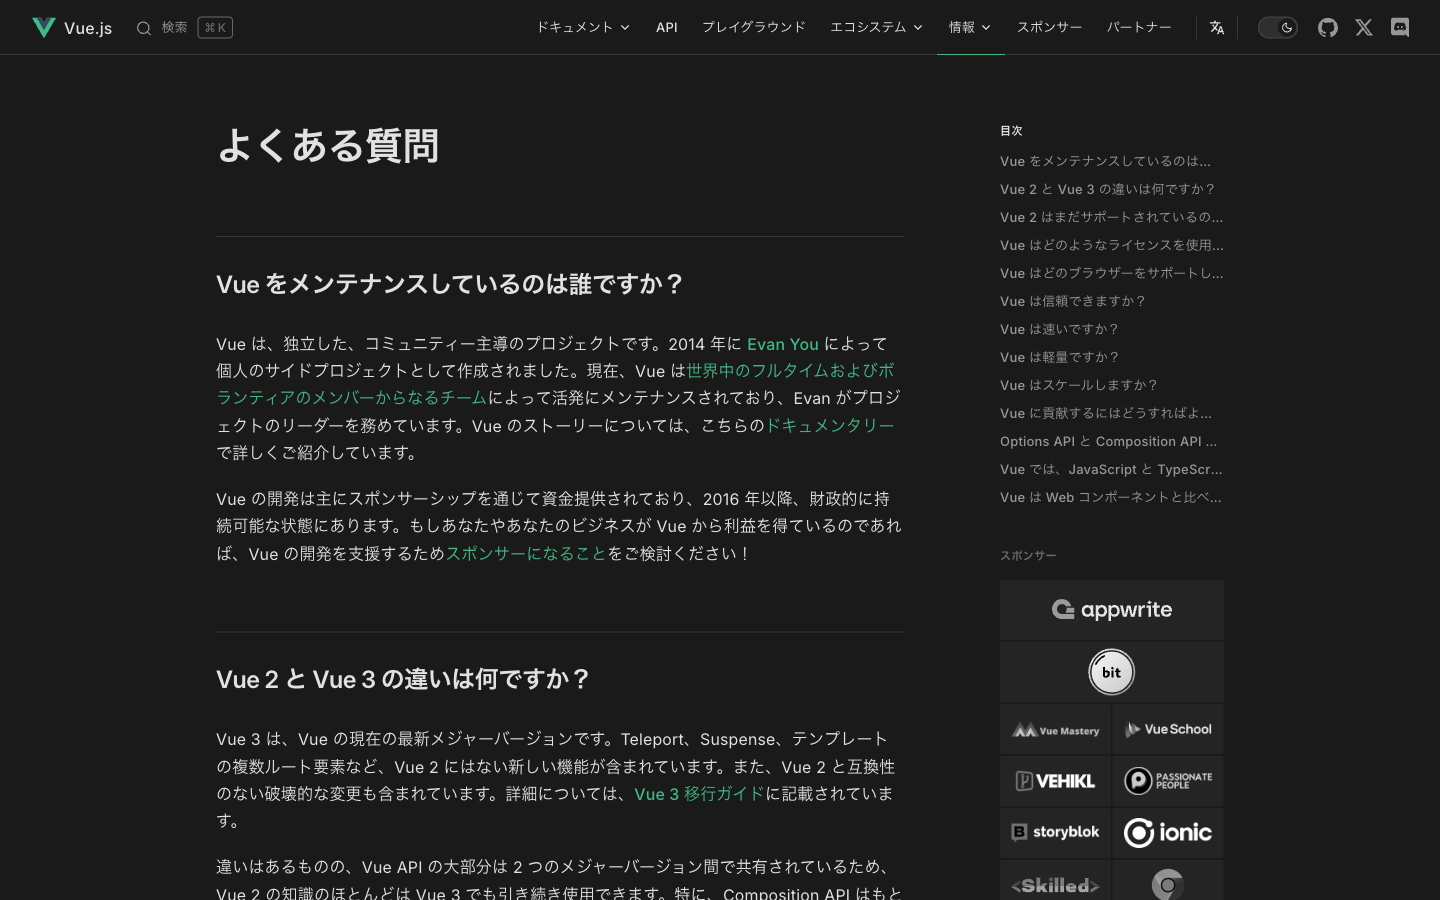 Vue.js
検索
⌘ K
ドキュメント
API
プレイグラウンド
エコシステム
情報
スポンサー
パートナー
よくある質問
Vue をメンテナンスしているのは誰ですか？
Vue は、独立した、コミュニティー主導のプロジェクトです。2014 年に Evan You によって
個人のサイドプロジェクトとして作成されました。現在、Vue は世界中のフルタイムおよびボ
ランティアのメンバーからなるチームによって活発にメンテナンスされており、Evan がプロジ
ェクトのリーダーを務めています。Vue のストーリーについては、こちらのドキュメンタリー
で詳しくご紹介しています。
Vue の開発は主にスポンサーシップを通じて資金提供されており、2016 年以降、財政的に持
続可能な状態にあります。もしあなたやあなたのビジネスが Vue から利益を得ているのであれ
ば、Vue の開発を支援するためスポンサーになることをご検討ください！
Vue 2 と Vue 3 の違いは何ですか？
Vue 3 は、Vue の現在の最新メジャーバージョンです。Teleport、Suspense、テンプレート
の複数ルート要素など、Vue 2 にはない新しい機能が含まれています。また、Vue 2 と互換性
のない破壊的な変更も含まれています。詳細については、Vue 3 移行ガイドに記載されていま
す。
違いはあるものの、Vue API の大部分は 2 つのメジャーバージョン間で共有されているため、
Vue 2 の知識のほとんどは Vue 3 でも引き続き使用できます。特に、Composition API はもと
目次
Vue をメンテナンスしているのは...
Vue 2 と Vue 3 の違いは何ですか？
Vue 2 はまだサポートされているの...
Vue はどのようなライセンスを使用...
Vue はどのブラウザーをサポートし...
Vue は信頼できますか？
Vue は速いですか？
Vue は軽量ですか？
Vue はスケールしますか？
Vue に貢献するにはどうすればよ...
Options API と Composition API ...
Vue では、JavaScript と TypeScr...
Vue は Web コンポーネントと比べ...
スポンサー
appwrite
bit
Vue Mastery
Vue School
VEHIKL
PASSIONATE
PEOPLE
storyblok
ionic
<Skilled>